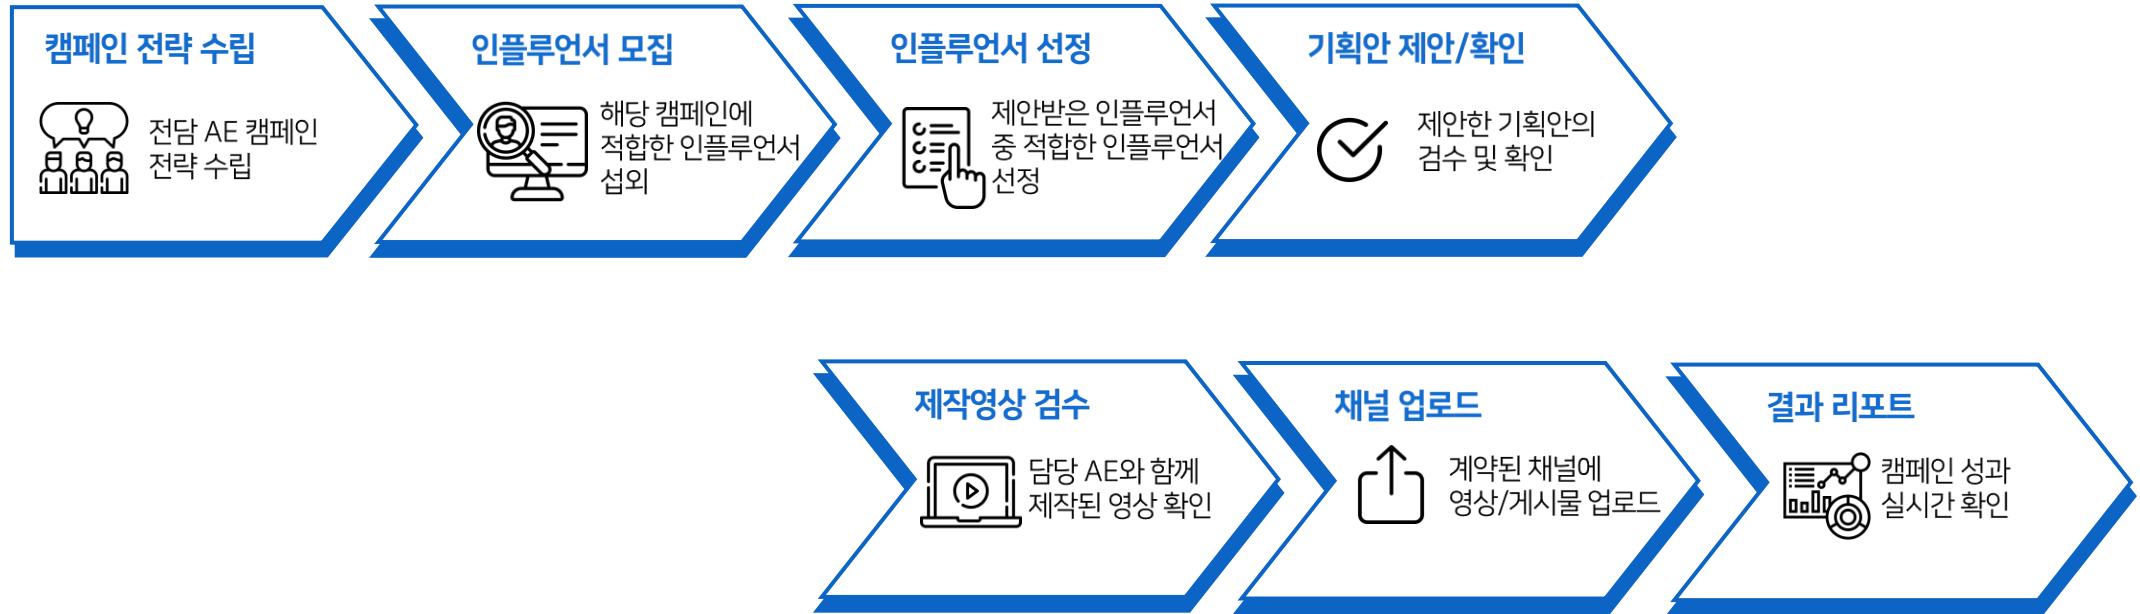 캠페인 전략 수립
전담 AE 캠페인
전략 수립
인플루언서 모집
해당 캠페인에
적합한 인플루언서
섭외
인플루언서 선정
제안받은 인플루언서
중 적합한 인플루언서
선정
기획안 제안/확인
제안한 기획안의
검수 및 확인
제작영상 검수
담당 AE와 함께
제작된 영상 확인
채널 업로드
계약된 채널에
영상/게시물 업로드
결과 리포트
캠페인 성과
실시간 확인